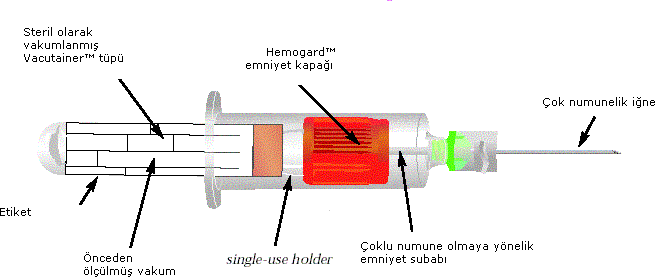 Steril olarak
vakumlanmış
Vacutainer™ tüpü
Hemogard™
emniyet kapağı
Çok numunelik iğne
Etiket
Önceden
ölçülmüş vakum
single-use holder
Çoklu numune olmaya yönelik
emniyet subabı